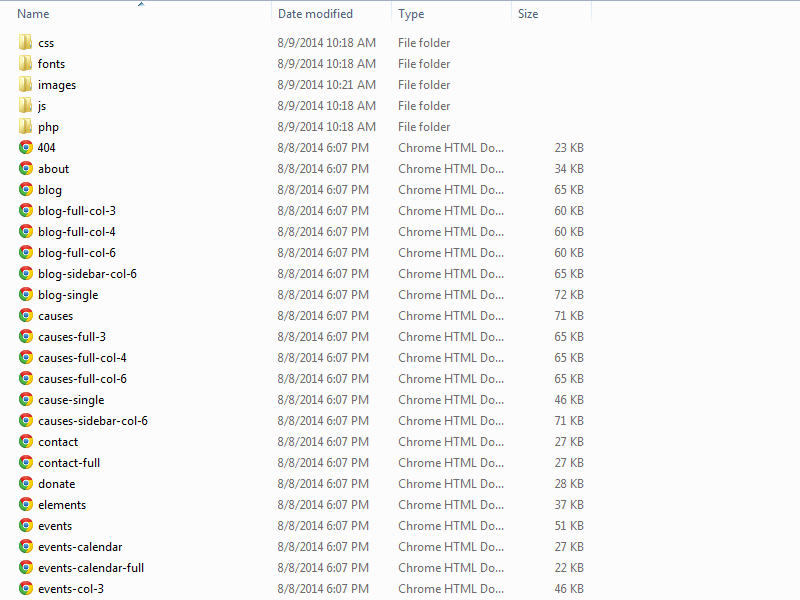 Name Date modified Type Size
css 8/9/2014 10:18 AM File folder
fonts 8/9/2014 10:18 AM File folder
images 8/9/2014 10:21 AM File folder
js 8/9/2014 10:18 AM File folder
php 8/9/2014 10:18 AM File folder
404 8/8/2014 6:07 PM Chrome HTML Do... 23 KB
about 8/8/2014 6:07 PM Chrome HTML Do... 34 KB
blog 8/8/2014 6:07 PM Chrome HTML Do... 65 KB
blog-full-col-3 8/8/2014 6:07 PM Chrome HTML Do... 60 KB
blog-full-col-4 8/8/2014 6:07 PM Chrome HTML Do... 60 KB
blog-full-col-6 8/8/2014 6:07 PM Chrome HTML Do... 60 KB
blog-sidebar-col-6 8/8/2014 6:07 PM Chrome HTML Do... 65 KB
blog-single 8/8/2014 6:07 PM Chrome HTML Do... 72 KB
causes 8/8/2014 6:07 PM Chrome HTML Do... 71 KB
causes-full-3 8/8/2014 6:07 PM Chrome HTML Do... 65 KB
causes-full-col-4 8/8/2014 6:07 PM Chrome HTML Do... 65 KB
causes-full-col-6 8/8/2014 6:07 PM Chrome HTML Do... 65 KB
cause-single 8/8/2014 6:07 PM Chrome HTML Do... 46 KB
causes-sidebar-col-6 8/8/2014 6:07 PM Chrome HTML Do... 71 KB
contact 8/8/2014 6:07 PM Chrome HTML Do... 27 KB
contact-full 8/8/2014 6:07 PM Chrome HTML Do... 27 KB
donate 8/8/2014 6:07 PM Chrome HTML Do... 28 KB
elements 8/8/2014 6:07 PM Chrome HTML Do... 37 KB
events 8/8/2014 6:07 PM Chrome HTML Do... 51 KB
events-calendar 8/8/2014 6:07 PM Chrome HTML Do... 27 KB
events-calendar-full 8/8/2014 6:07 PM Chrome HTML Do... 22 KB
events-col-3 8/8/2014 6:07 PM Chrome HTML Do... 46 KB